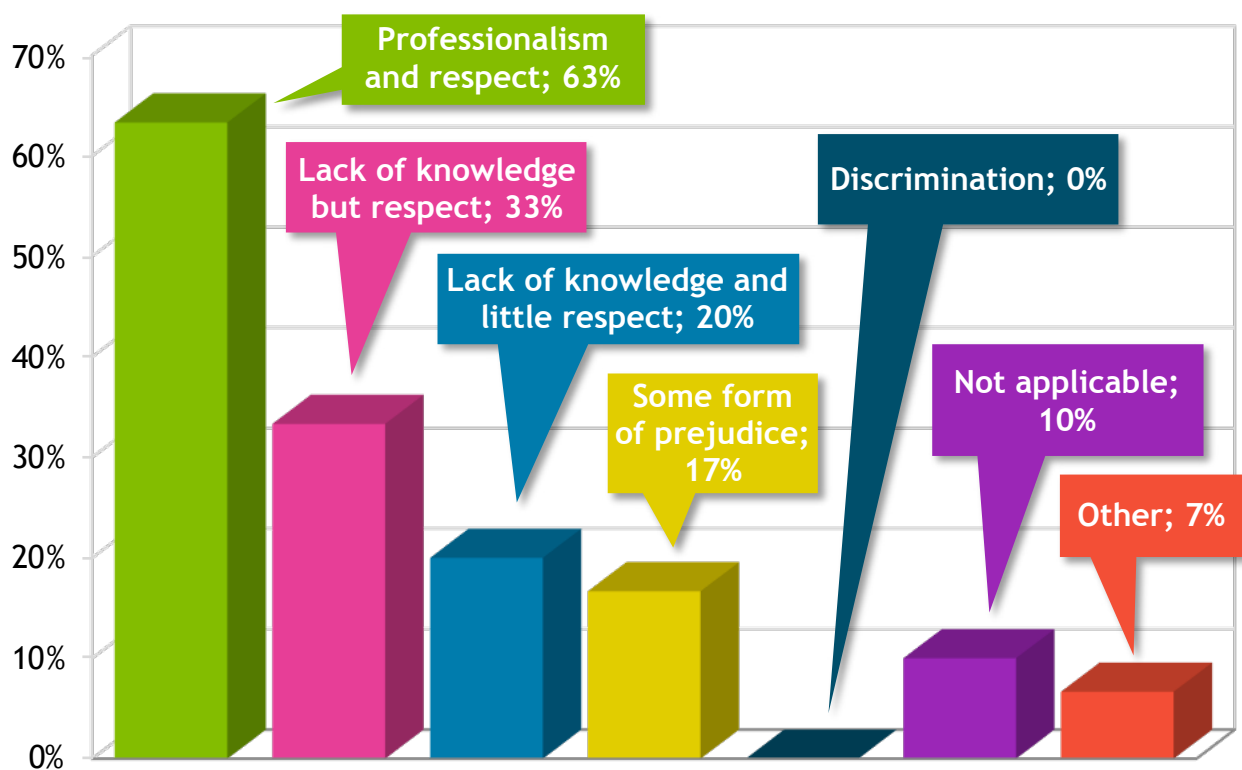 70%
60%
50%
40%
30%
20%
10%
0%
Professionalism
and respect; 63%
Lack of knowledge
but respect; 33%
Lack of knowledge and
little respect; 20%
Some form
of prejudice;
17%
Discrimination; 0%
Not applicable;
10%
Other; 7%